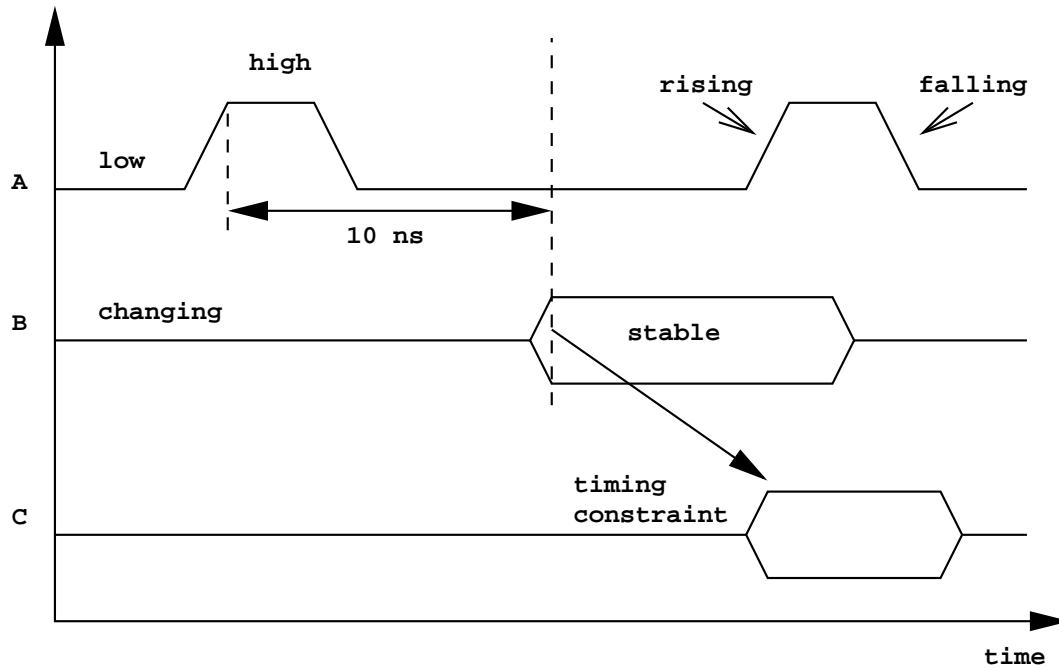 high
rising
falling
low
A
10 ns
changing
B
stable
timing
constraint
C
time